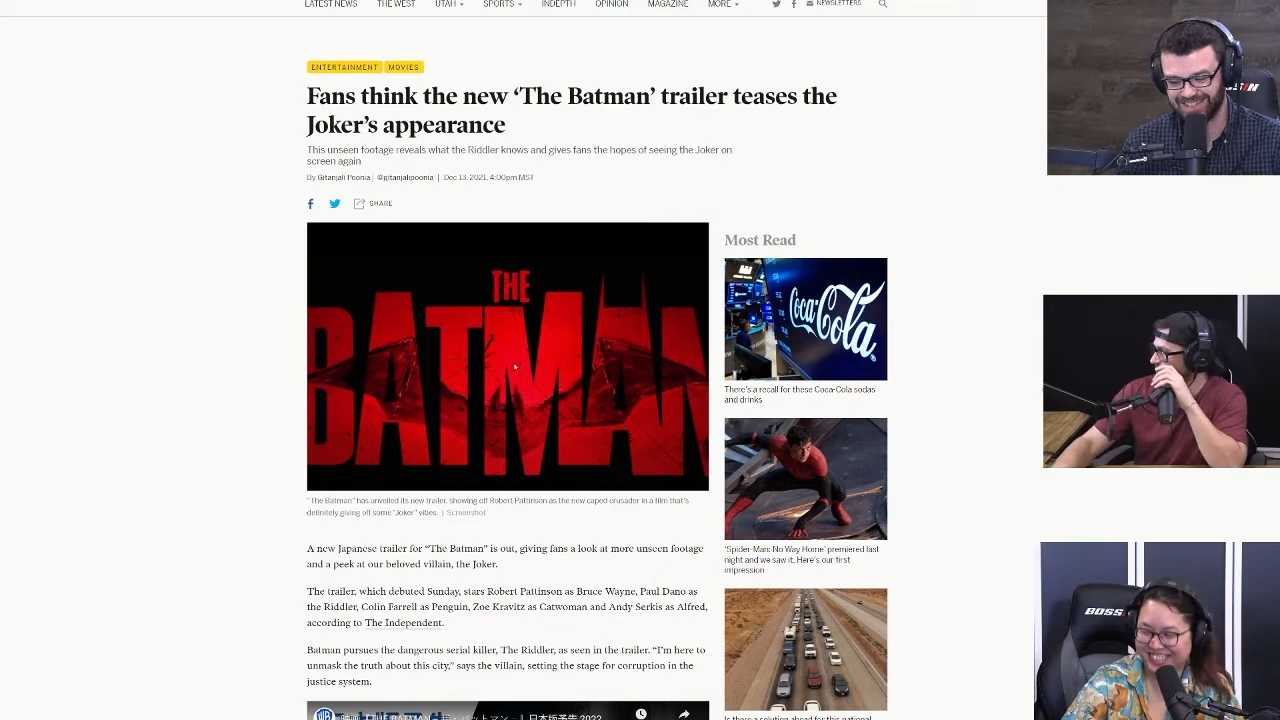 LATEST NEWS THE WEST UTAH SPORTS INDEPTH OPINION MAGAZINE MORE NEWSLETTERS
ENTERTAINMENT MOVIES
Fans think the new ‘The Batman’ trailer teases the
Joker’s appearance
This unseen footage reveals what the Riddler knows and gives fans the hopes of seeing the Joker on
screen again
By Gitanjali Poonia | @gitanjalipoonia | Dec 13, 2021, 4:00pm MST
SHARE
THE
BATMAN
“The Batman” has unveiled its new trailer, showing off Robert Pattinson as the new caped crusader in a film that’s
definitely giving off some “Joker” vibes. | Screenshot
A new Japanese trailer for “The Batman” is out, giving fans a look at more unseen footage
and a peek at our beloved villain, the Joker.
The trailer, which debuted Sunday, stars Robert Pattinson as Bruce Wayne, Paul Dano as
the Riddler, Colin Farrell as Penguin, Zoe Kravitz as Catwoman and Andy Serkis as Alfred,
according to The Independent.
Batman pursues the dangerous serial killer, The Riddler, as seen in the trailer. “I’m here to
unmask the truth about this city,” says the villain, setting the stage for corruption in the
justice system.
Most Read
Coca-Cola
There’s a recall for these Coca-Cola sodas
and drinks
‘Spider-Man: No Way Home’ premiered last
night and we saw it. Here’s our first
impression
Is there a solution ahead for this national
BOSS